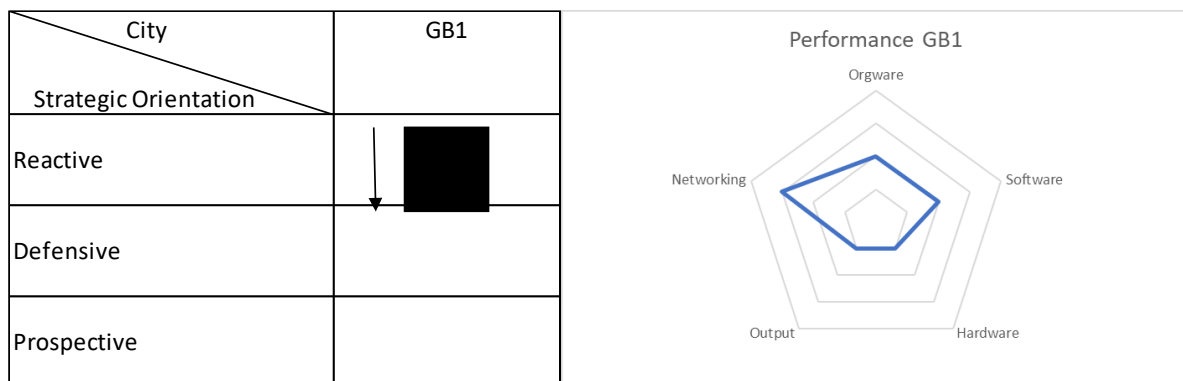 City
GB1
Strategic Orientation
Reactive
Defensive
Prospective
Performance GB1
Orgware
Networking
Software
Output
Hardware